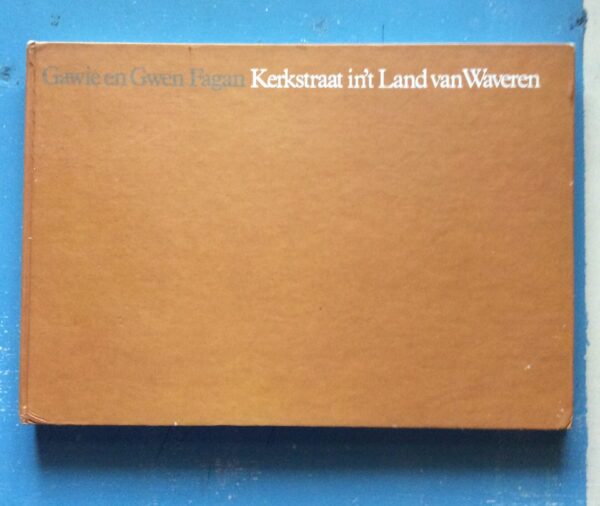 Gawie en Gwen Fagan Kerkstraat in't Land van Waveren